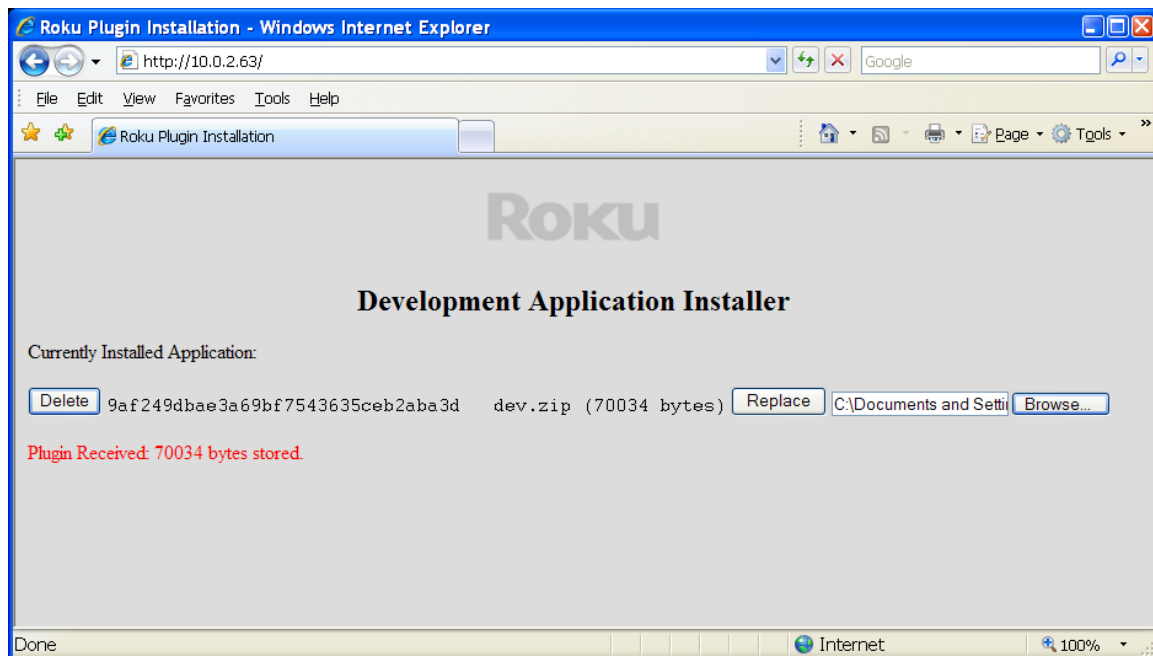 Roku Plugin Installation - Windows Internet Explorer
http://10.0.2.63/
Google
File Edit View Favorites Tools Help
Roku Plugin Installation
Page Tools »
ROKU
Development Application Installer
Currently Installed Application:
Delete 9af249dbae3a69bf7543635ceb2aba3d dev.zip (70034 bytes) Replace C:\Documents and Setti Browse...
Plugin Received: 70034 bytes stored.
Done Internet 100%